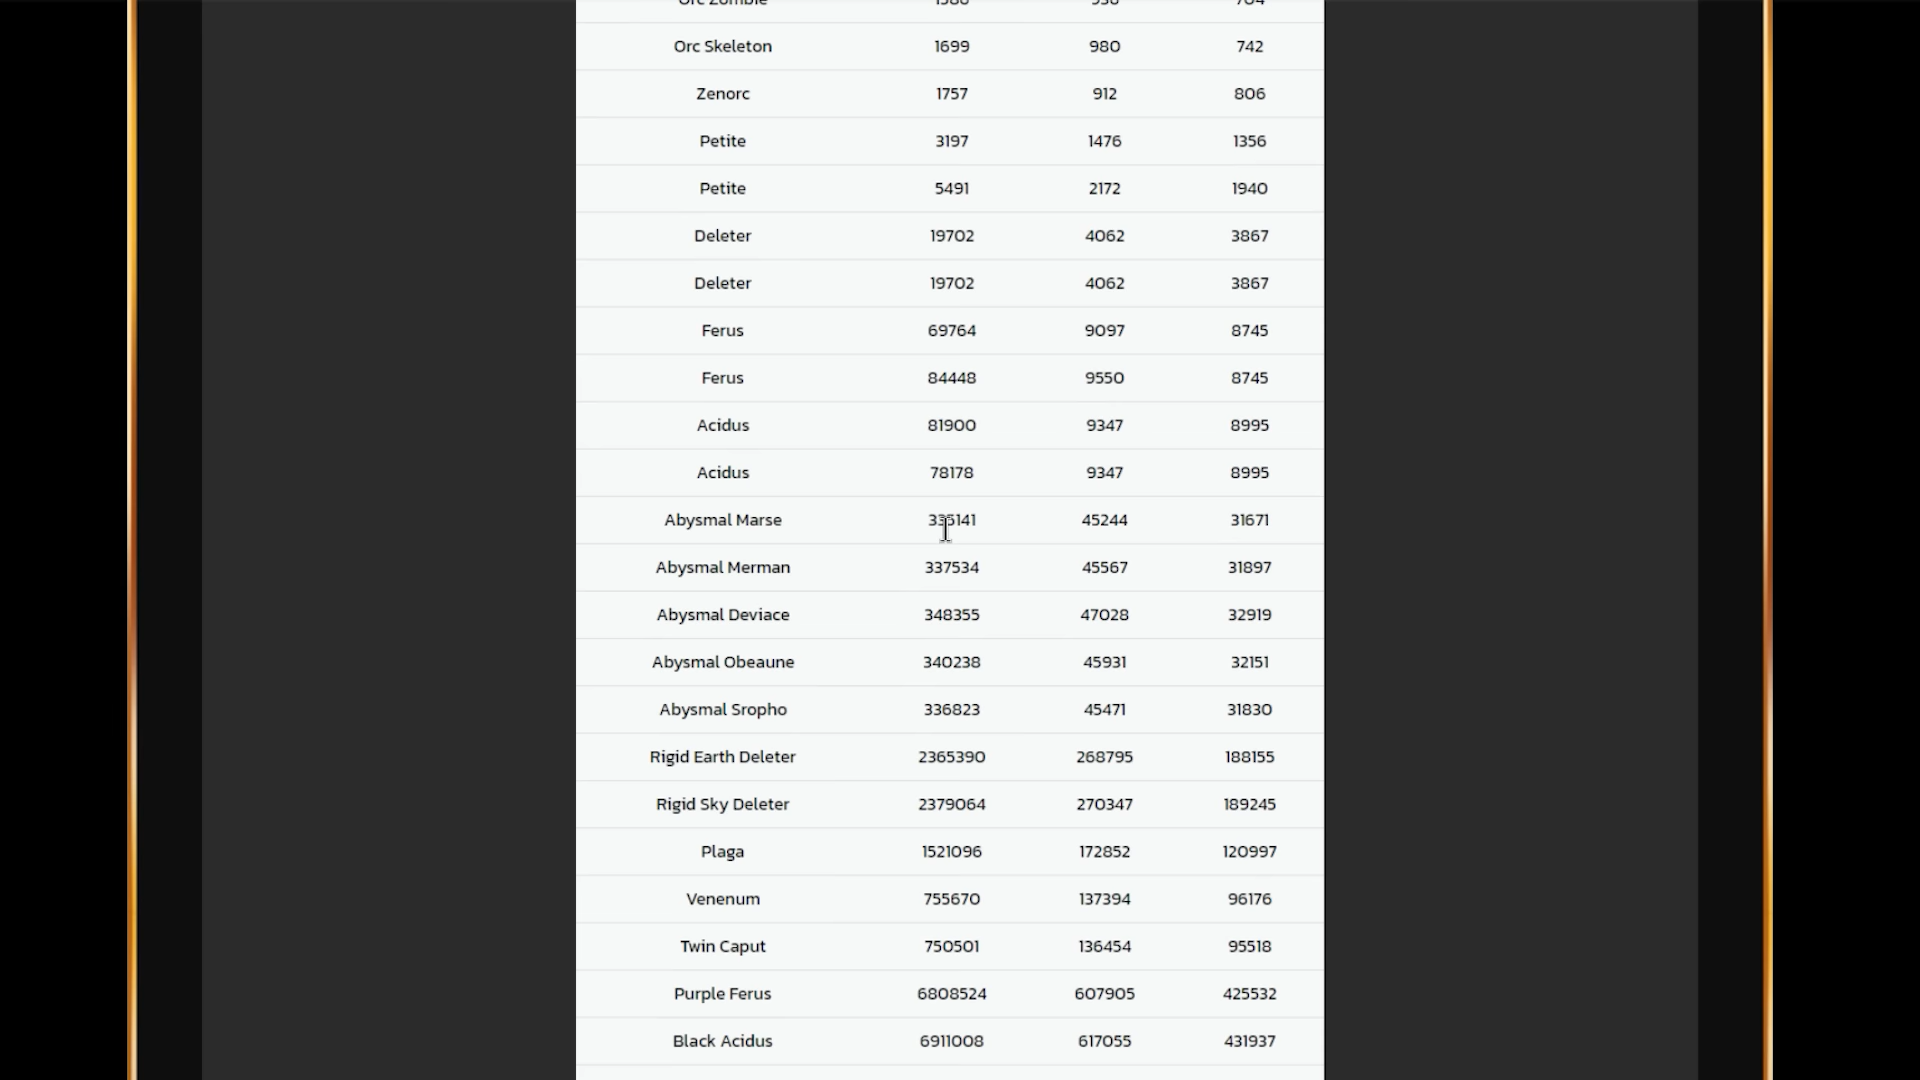 Orc Skeleton 1699 980 742
Zenorc 1757 912 806
Petite 3197 1476 1356
Petite 5491 2172 1940
Deleter 19702 4062 3867
Deleter 19702 4062 3867
Ferus 69764 9097 8745
Ferus 84448 9550 8745
Acidus 81900 9347 8995
Acidus 78178 9347 8995
Abysmal Marse 45244 31671
Abysmal Merman 337534 45567 31897
Abysmal Deviace 348355 47028 32919
Abysmal Obeaune 340238 45931 32151
Abysmal Sropho 336823 45471 31830
Rigid Earth Deleter 2365390 268795 188155
Rigid Sky Deleter 2379064 270347 189245
Plaga 1521096 172852 120997
Venenum 755670 137394 96176
Twin Caput 750501 136454 95518
Purple Ferus 6808524 607905 425532
Black Acidus 6911008 617055 431937